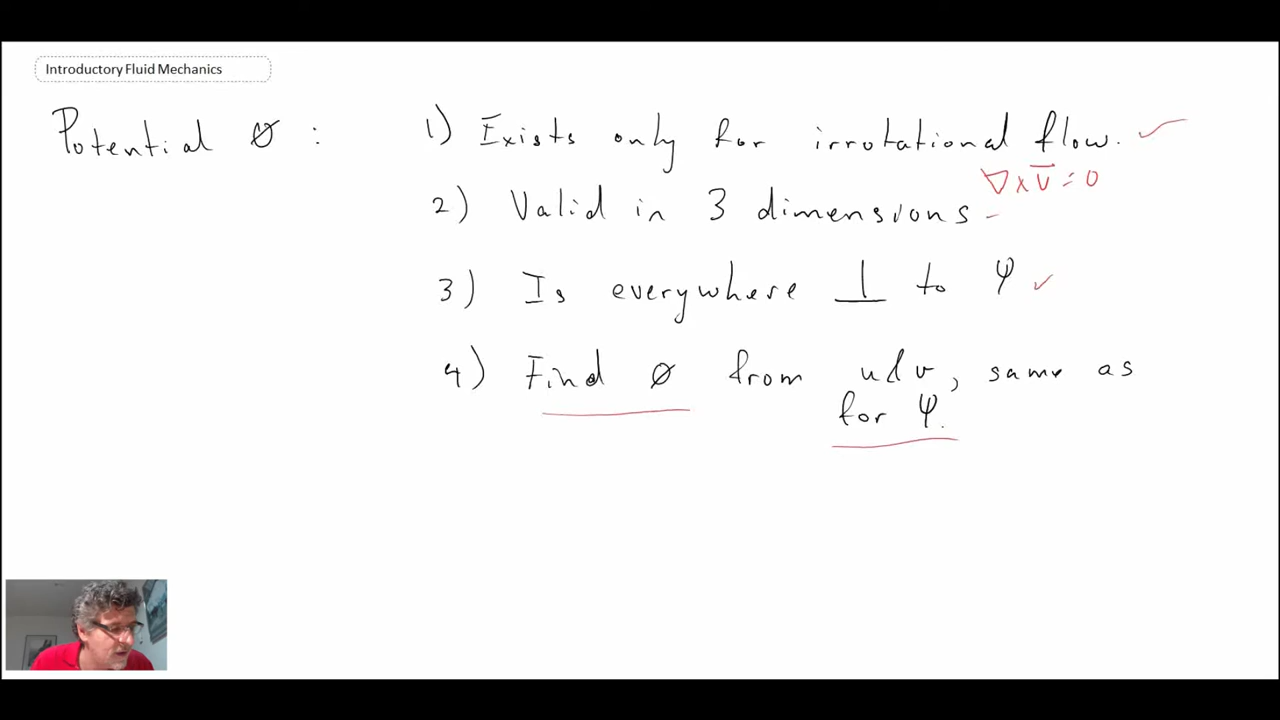 Introductory Fluid Mechanics
Potential ∅ :
1) Exists only for irrotational flow. ✓
∇ x V̅ = 0
2) Valid in 3 dimensions -
3) Is everywhere ⊥ to ψ ✓
4) Find ∅ from u & v, same as
for ψ.